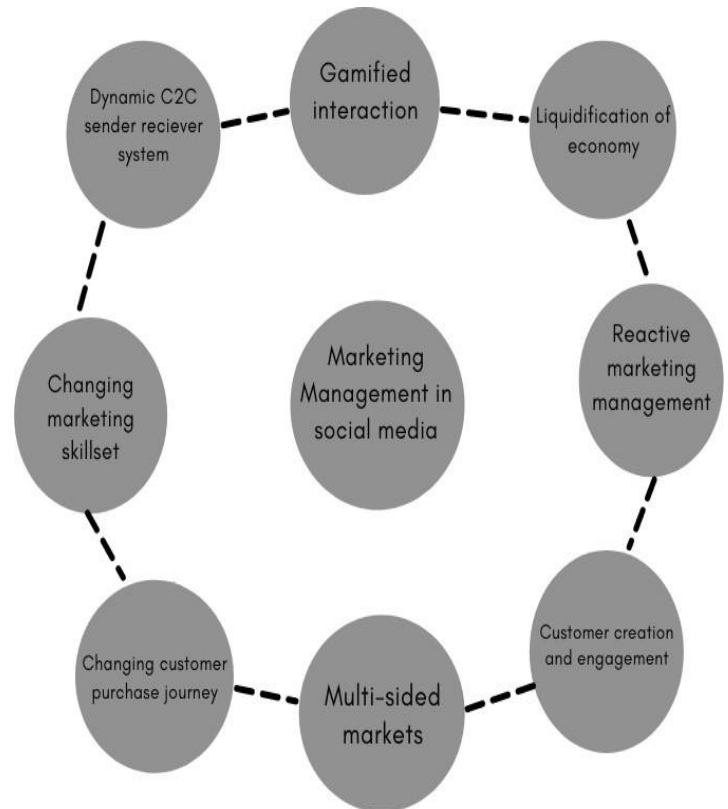 Gamified
interaction
Dynamic C2C
sender reciever
system
Liquidification of
economy
Reactive
marketing
management
Marketing
Management in
social media
Changing
marketing
skillset
Customer creation
and engagement
Changing customer
purchase journey
Multi-sided
markets